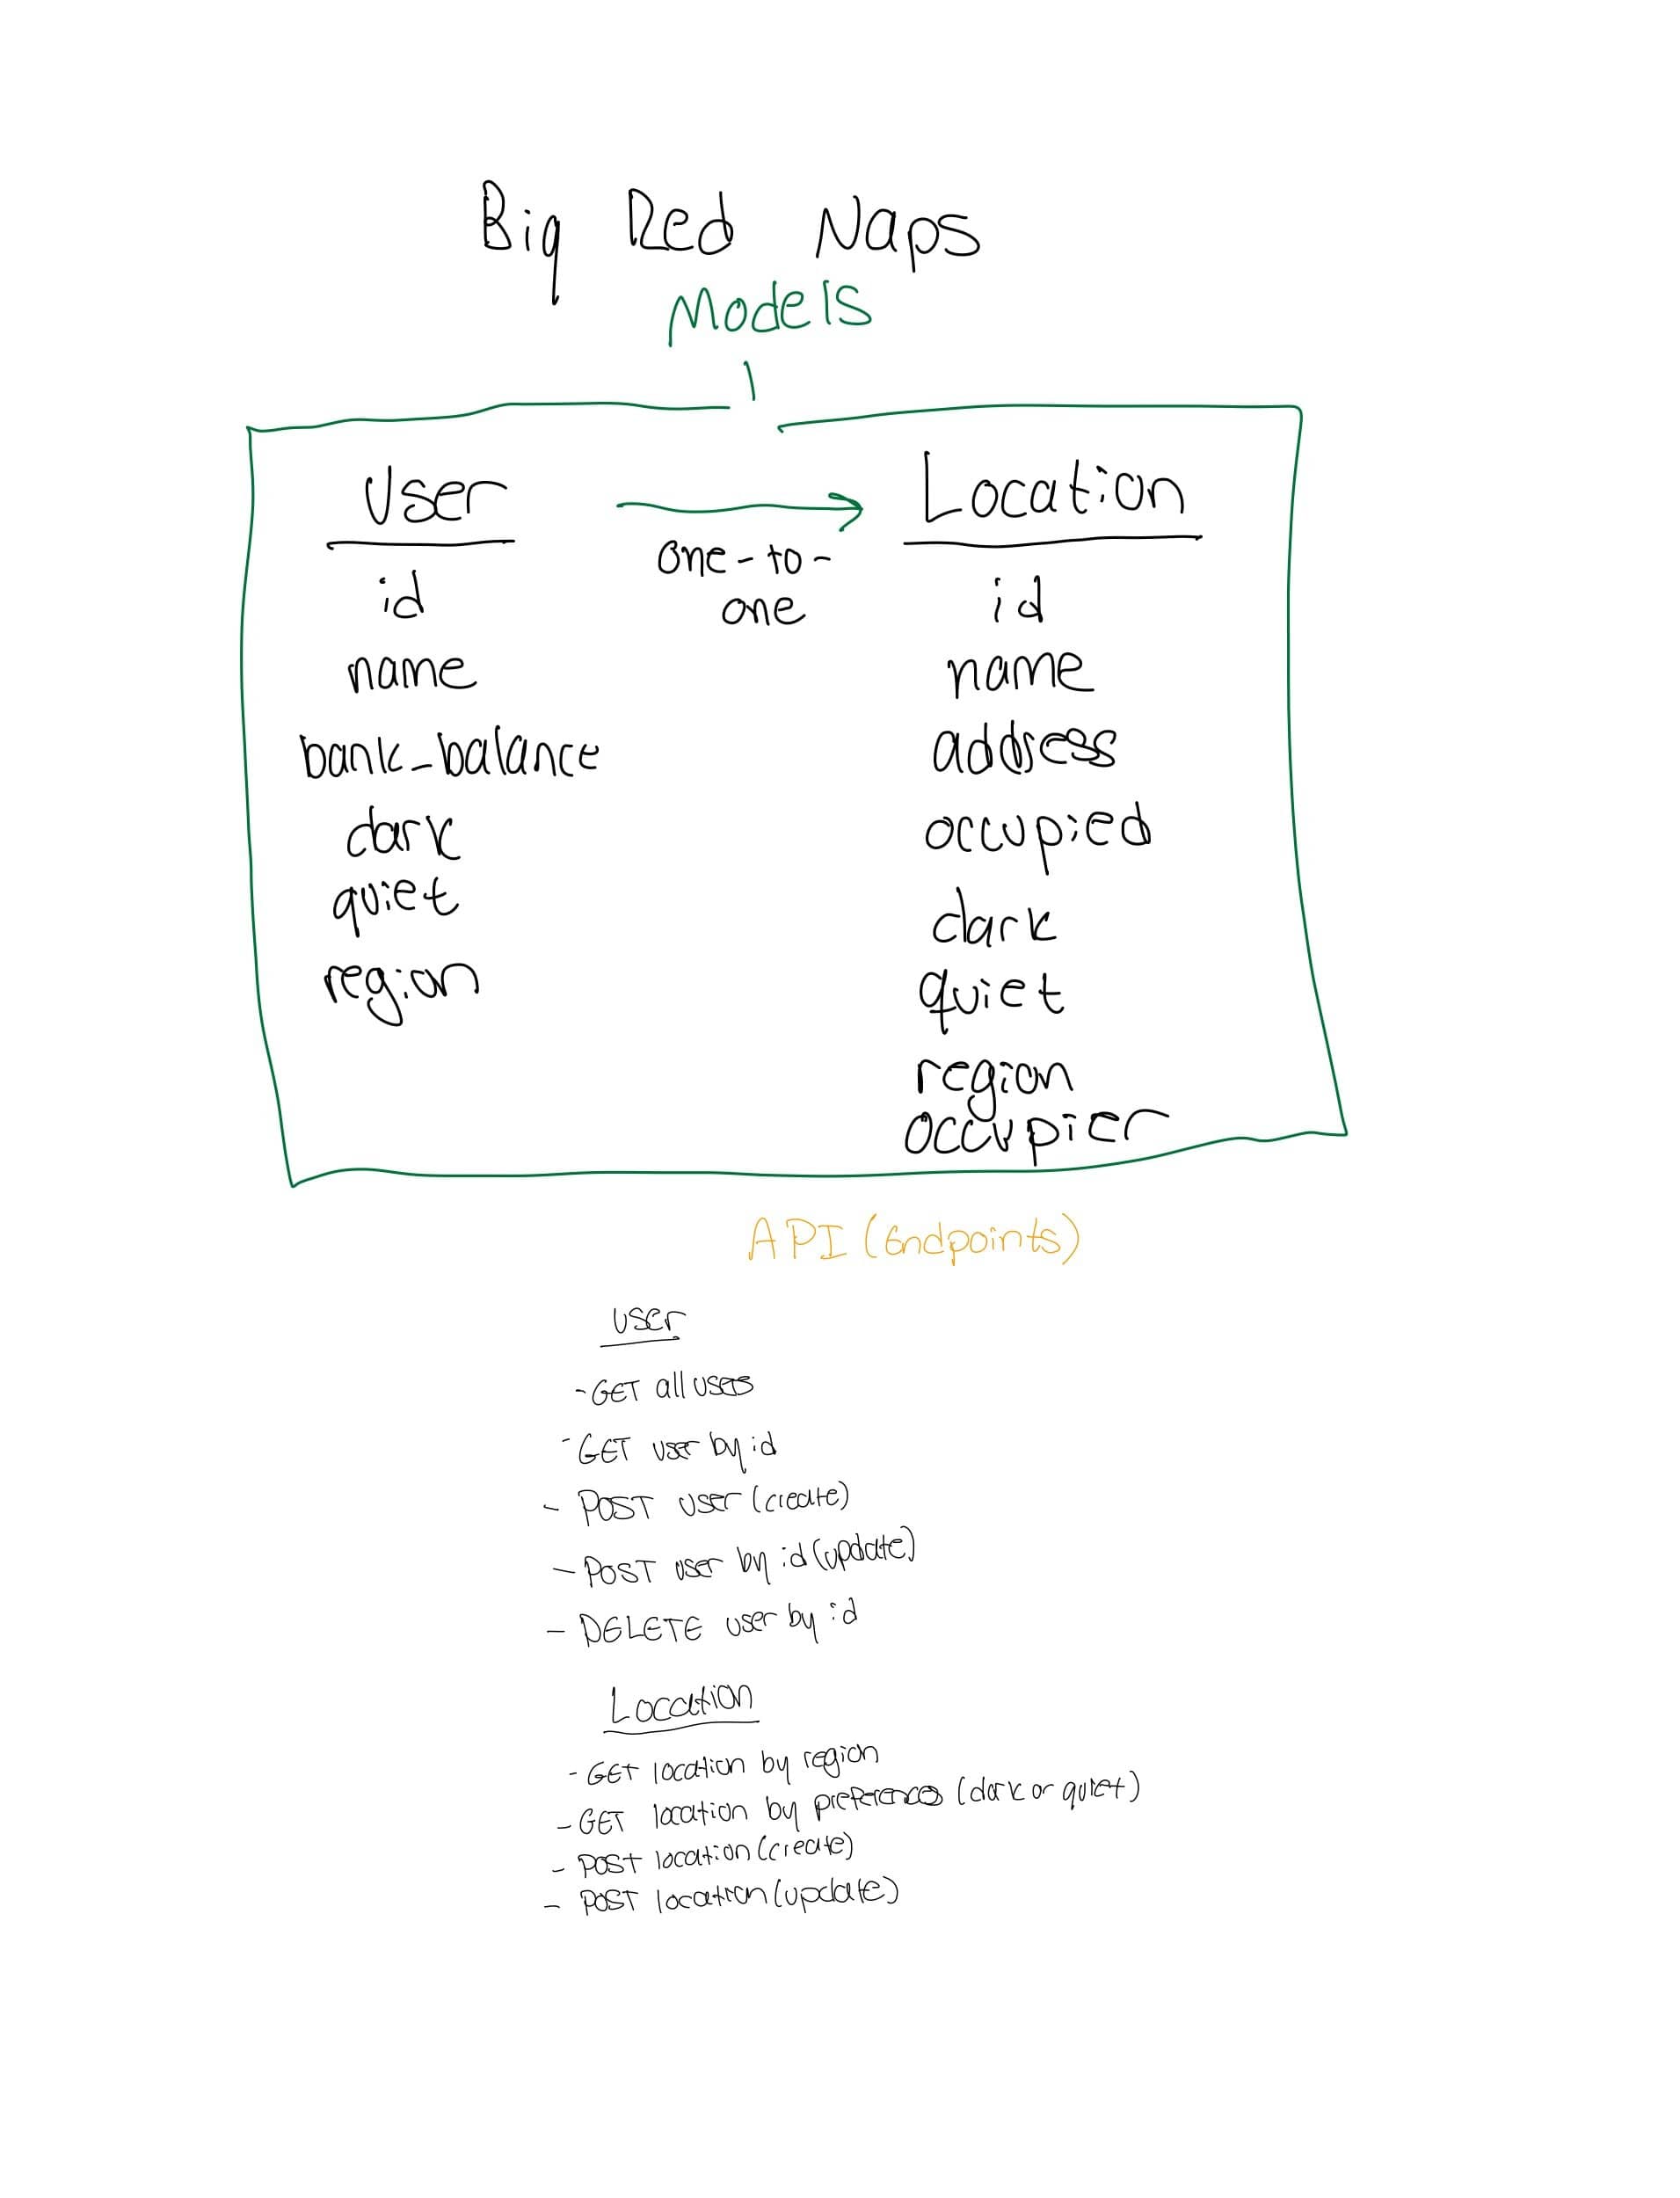 Big Red Naps
Models
User
one-to-
one
Location
id
name
bank_balance
dark
quiet
region
id
name
address
occupied
dark
quiet
region
occupier
API (Endpoints)
user
- GET all users
- GET user by id
- POST user (create)
- POST user by id (update)
- DELETE user by id
Location
- GET location by region
- GET location by preferences (dark or quiet)
- POST location (create)
- POST location (update)